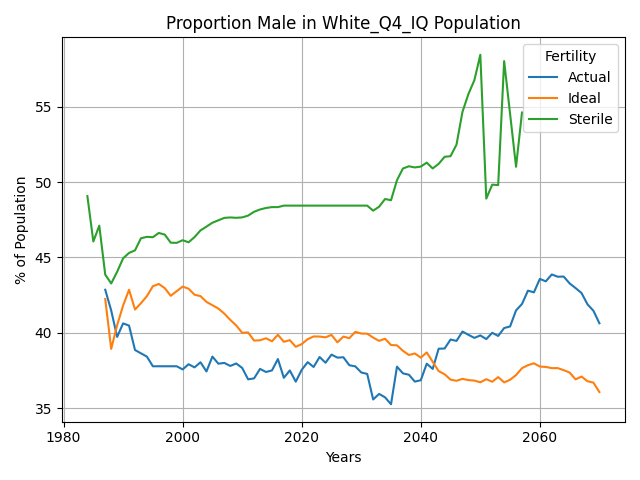 Proportion Male in White_Q4_IQ Population
Fertility
Actual
Ideal
Sterile
% of Population
55
50
45
40
35
1980
2000
2020
2040
2060
Years